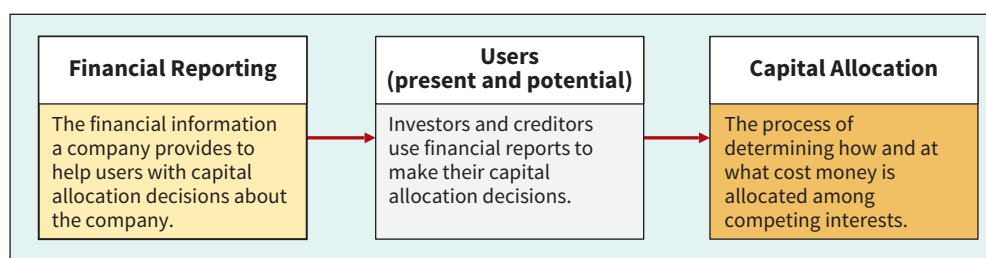 Financial Reporting
The financial information
a company provides to
help users with capital
allocation decisions about
the company.
Users
(present and potential)
Investors and creditors
use financial reports to
make their capital
allocation decisions.
Capital Allocation
The process of
determining how and at
what cost money is
allocated among
competing interests.